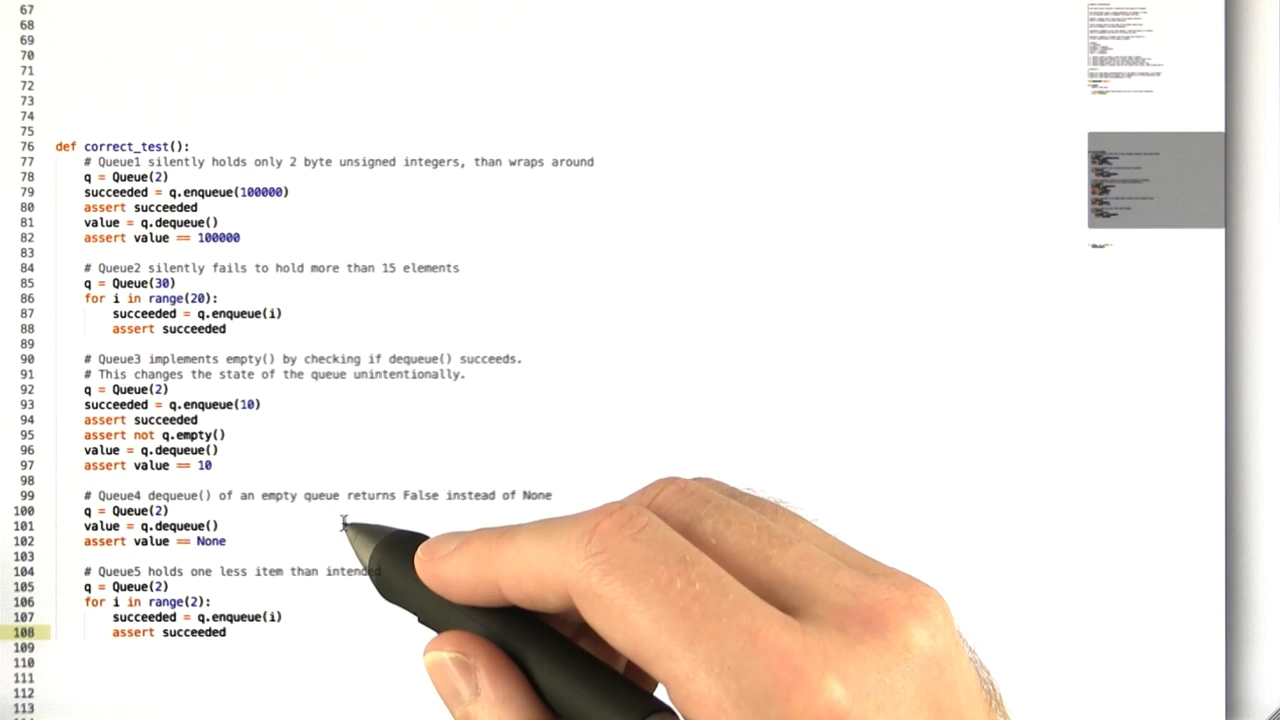 67
68
69
70
71
72
73
74
75
76 def correct_test():
77 # Queue1 silently holds only 2 byte unsigned integers, than wraps around
78 q = Queue(2)
79 succeeded = q.enqueue(100000)
80 assert succeeded
81 value = q.dequeue()
82 assert value == 100000
83
84 # Queue2 silently fails to hold more than 15 elements
85 q = Queue(30)
86 for i in range(20):
87 succeeded = q.enqueue(i)
88 assert succeeded
89
90 # Queue3 implements empty() by checking if dequeue() succeeds.
91 # This changes the state of the queue unintentionally.
92 q = Queue(2)
93 succeeded = q.enqueue(10)
94 assert succeeded
95 assert not q.empty()
96 value = q.dequeue()
97 assert value == 10
98
99 # Queue4 dequeue() of an empty queue returns False instead of None
100 q = Queue(2)
101 value = q.dequeue()
102 assert value == None
103
104 # Queue5 holds one less item than intended
105 q = Queue(2)
106 for i in range(2):
107 succeeded = q.enqueue(i)
108 assert succeeded
109
110
111
112
113